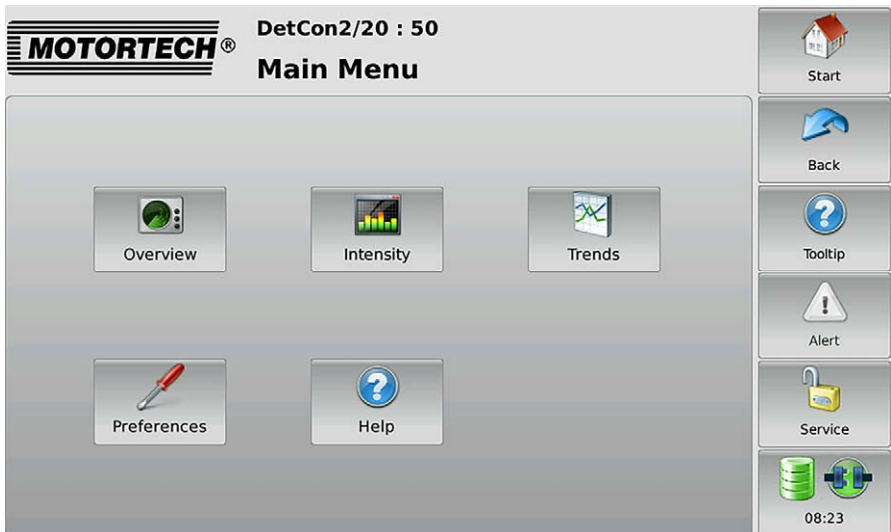 MOTORTECH®
DetCon2/20 : 50
Main Menu
Overview
Intensity
Trends
Preferences
Help
Start
Back
Tooltip
Alert
Service
08:23